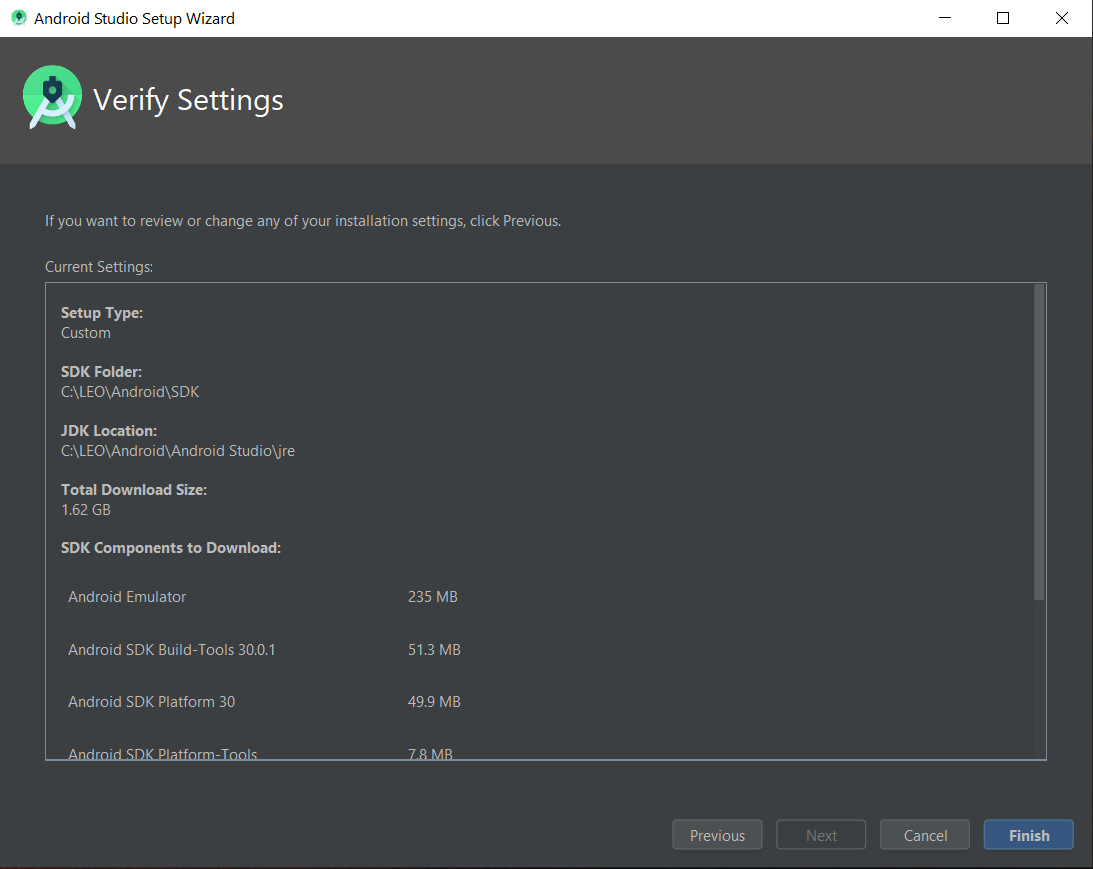 Android Studio Setup Wizard
Verify Settings
If you want to review or change any of your installation settings, click Previous.
Current Settings:
Setup Type:
Custom
SDK Folder:
C:\LEO\Android\SDK
JDK Location:
C:\LEO\Android\Android Studio\jre
Total Download Size:
1.62 GB
SDK Components to Download:
Android Emulator 235 MB
Android SDK Build-Tools 30.0.1 51.3 MB
Android SDK Platform 30 49.9 MB
Android SDK Platform-Tools 7.8 MB
Previous Next Cancel Finish